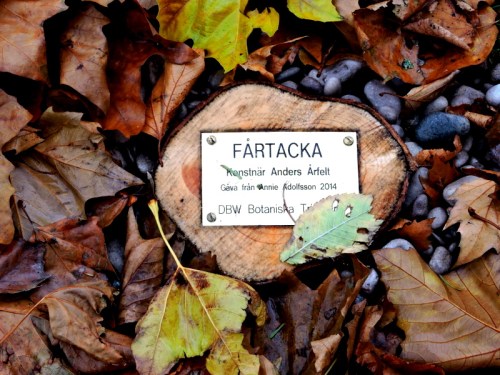 FÅRTACKA
Konstnär Anders Årfelt
Gåva från Annie Adolfsson 2014
DBW Botaniska